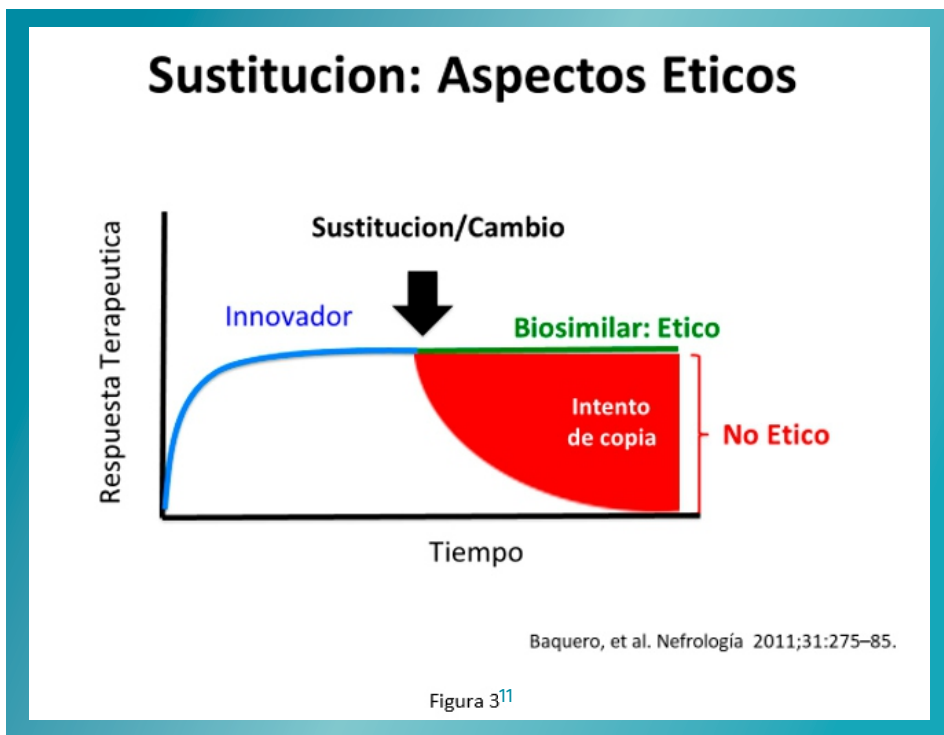 Sustitucion: Aspectos Eticos
Sustitucion/Cambio
Innovador
Biosimilar: Etico
Respuesta Terapeutica
Intento
de copia
No Etico
Tiempo
Baquero, et al. Nefrología 2011;31:275–85.
Figura 3¹¹